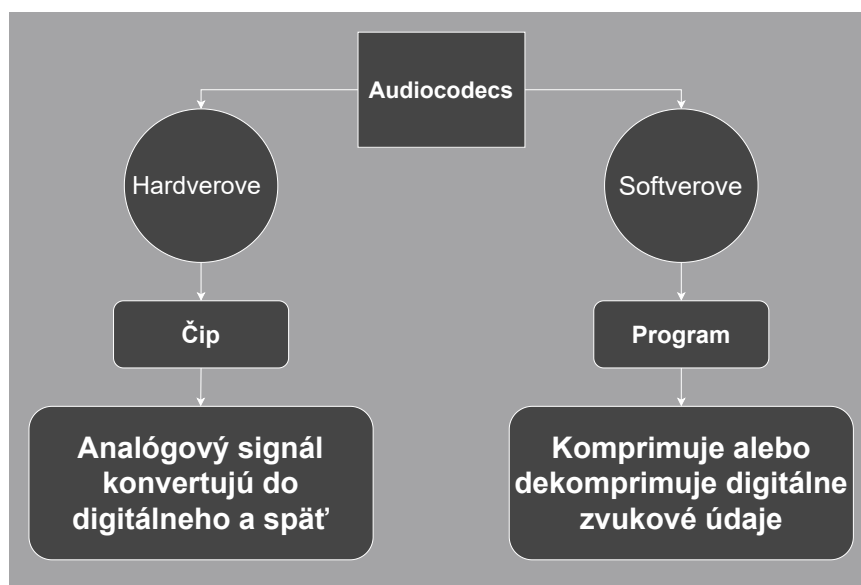 Audiocodecs
Hardverove
Softverove
Čip
Program
Analógový signál
konvertujú do
digitálneho a späť
Komprimuje alebo
dekomprimuje digitálne
zvukové údaje